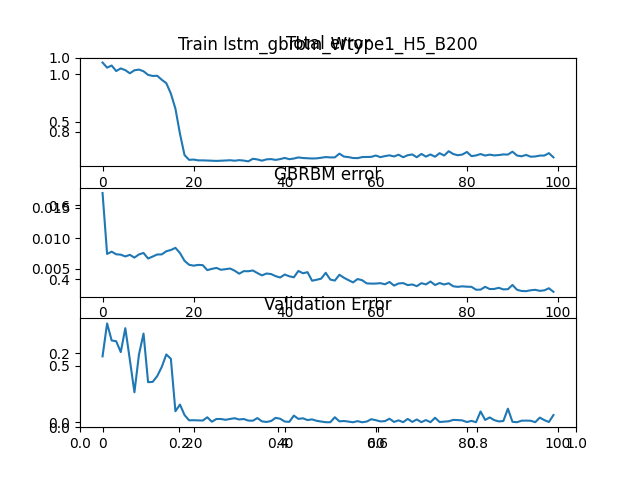 Train lstm_gbrbm_Wtype1_H5_B200
Total error
1.0
1.0
0.5
0.8
0 20 40 60 80 100
GBRBM error
0.015
0.6
0.010
0.005
0.4
0 20 40 60 80 100
Validation Error
0.2
0.5
0.0
0.0
0.0 0 0.2 20 0.4 40 0.6 60 0.8 80 100 1.0